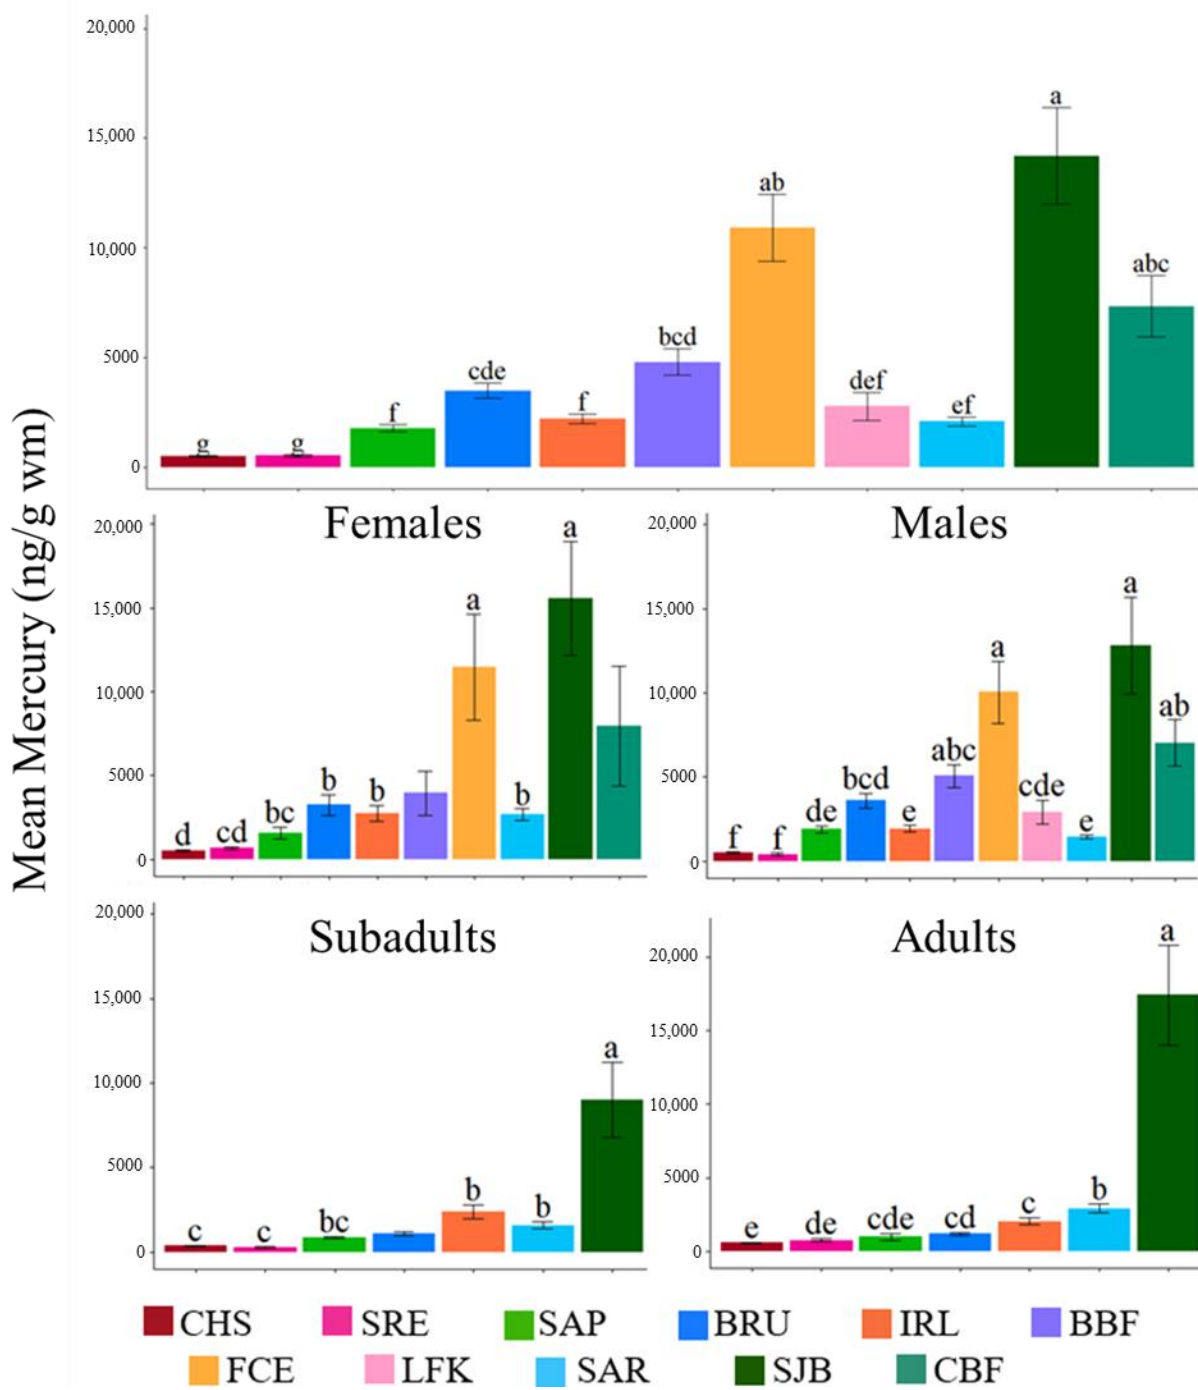 Mean Mercury (ng/g wm)
20,000
15,000
10,000
5000
0
g
g
f
cde
f
bcd
ab
def
ef
a
abc
Females
20,000
15,000
10,000
5000
0
d
cd
bc
b
b
a
b
a
Males
20,000
15,000
10,000
5000
0
f
f
de
bcd
e
abc
a
cde
e
a
ab
Subadults
20,000
15,000
10,000
5000
0
c
c
bc
b
b
a
Adults
20,000
15,000
10,000
5000
0
e
de
cde
cd
c
b
a
CHS SRE SAP BRU IRL BBF
FCE LFK SAR SJB CBF